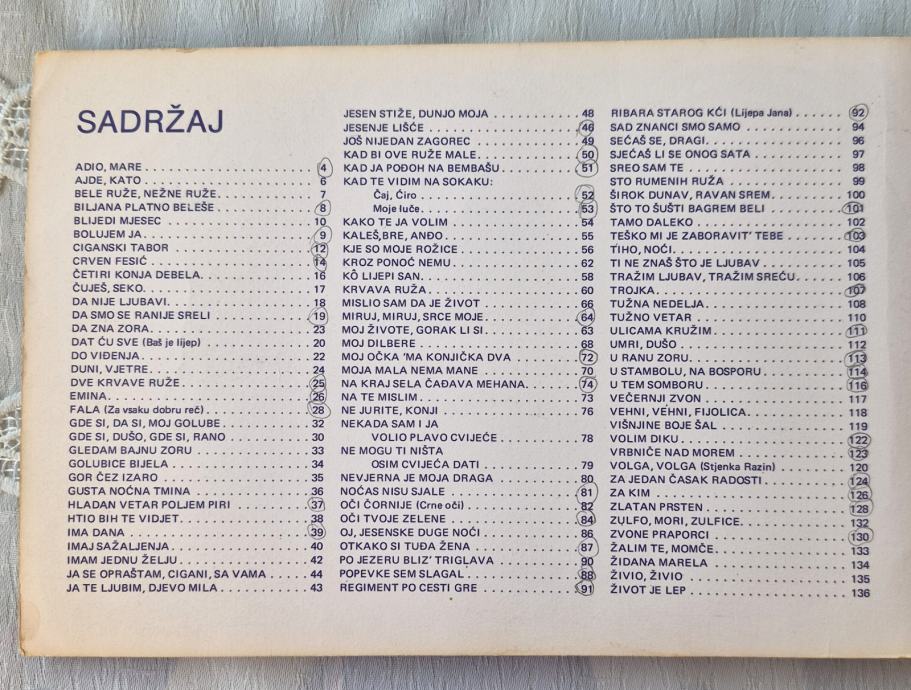 SADRŽAJ
ADIO, MARE 4
AJDE, KATO 6
BELE RUŽE, NEŽNE RUŽE 7
BILJANA PLATNO BELEŠE 8
BLIJEDI MJESEC 10
BOLUJEM JA 9
CIGANSKI TABOR 12
CRVEN FESIĆ 14
ČETIRI KONJA DEBELA 16
ČUJEŠ, SEKO 17
DA NIJE LJUBAVI 18
DA SMO SE RANIJE SRELI 19
DA ZNA ZORA 23
DAT ĆU SVE (Baš je lijep) 20
DO VIĐENJA 22
DUNI, VJETRE 24
DVE KRVAVE RUŽE 25
EMINA 26
FALA (Za vsaku dobru reč) 28
GDE SI, DA SI, MOJ GOLUBE 32
GDE SI, DUŠO, GDE SI, RANO 30
GLEDAM BAJNU ZORU 33
GOLUBICE BIJELA 34
GOR ČEZ IZARO 35
GUSTA NOĆNA TMINA 36
HLADAN VETAR POLJEM PIRI 37
HTIO BIH TE VIDJET 38
IMA DANA 39
IMAJ SAŽALJENJA 40
IMAM JEDNU ŽELJU 42
JA SE OPRAŠTAM, CIGANI, SA VAMA 44
JA TE LJUBIM, DJEVO MILA 43
JESEN STIŽE, DUNJO MOJA 48
JESENJE LIŠĆE 46
JOŠ NIJEDAN ZAGOREC 49
KAD BI OVE RUŽE MALE 50
KAD JA POĐOH NA BEMBAŠU 51
KAD TE VIDIM NA SOKAKU:
Čaj, Ćiro 52
Moje luče 53
KAKO TE JA VOLIM 54
KALEŠ, BRE, ANĐO 55
KJE SO MOJE ROŽICE 56
KROZ PONOĆ NEMU 62
KÔ LIJEPI SAN 58
KRVAVA RUŽA 60
MISLIO SAM DA JE ŽIVOT 66
MIRUJ, MIRUJ, SRCE MOJE 64
MOJ ŽIVOTE, GORAK LI SI 63
MOJ DILBERE 68
MOJ OČKA 'MA KONJIČKA DVA 72
MOJA MALA NEMA MANE 70
NA KRAJ SELA ČAĐAVA MEHANA 74
NA TE MISLIM 73
NE JURITE, KONJI 76
NEKADA SAM I JA
VOLIO PLAVO CVIJEĆE 78
NE MOGU TI NIŠTA
OSIM CVIJEĆA DATI 79
NEVJERNA JE MOJA DRAGA 80
NOĆAS NISU SJALE 81
OČI ČORNIJE (Crne oči) 82
OČI TVOJE ZELENE 84
OJ, JESENSKE DUGE NOĆI 86
OTKAKO SI TUĐA ŽENA 87
PO JEZERU BLIZ' TRIGLAVA 90
POPEVKE SEM SLAGAL 88
REGIMENT PO CESTI GRE 91
RIBARA STAROG KĆI (Lijepa Jana) 92
SAD ZNANCI SMO SAMO 94
SEĆAŠ SE, DRAGI 96
SJEĆAŠ LI SE ONOG SATA 97
SREO SAM TE 98
STO RUMENIH RUŽA 99
ŠIROK DUNAV, RAVAN SREM 100
ŠTO TO ŠUŠTI BAGREM BELI 101
TAMO DALEKO 102
TEŠKO MI JE ZABORAVIT' TEBE 103
TIHO, NOĆI 104
TI NE ZNAŠ ŠTO JE LJUBAV 105
TRAŽIM LJUBAV, TRAŽIM SREĆU 106
TROJKA 107
TUŽNA NEDELJA 108
TUŽNO VETAR 110
ULICAMA KRUŽIM 111
UMRI, DUŠO 112
U RANU ZORU 113
U STAMBOLU, NA BOSPORU 114
U TEM SOMBORU 116
VEČERNJI ZVON 117
VEHNI, VEHNI, FIJOLICA 118
VIŠNJINE BOJE ŠAL 119
VOLIM DIKU 122
VRBNIČE NAD MOREM 123
VOLGA, VOLGA (Stjenka Razin) 120
ZA JEDAN ČASAK RADOSTI 124
ZA KIM 126
ZLATAN PRSTEN 128
ZULFO, MORI, ZULFICE 132
ZVONE PRAPORCI 130
ŽALIM TE, MOMČE 133
ŽIDANA MARELA 134
ŽIVIO, ŽIVIO 135
ŽIVOT JE LEP 136